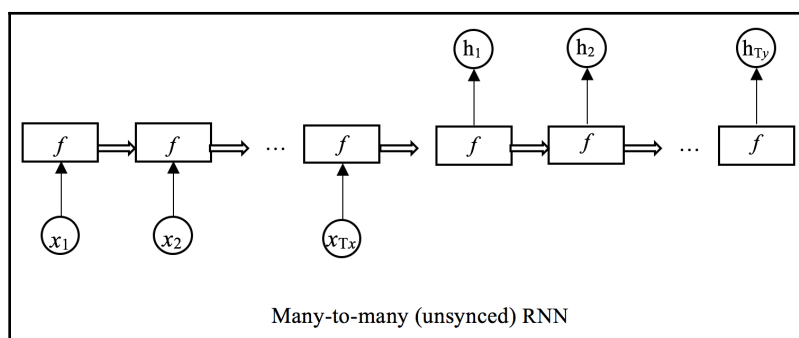 h1 h2 hTy
f f … f f f … f
x1 x2 xTx
Many-to-many (unsynced) RNN